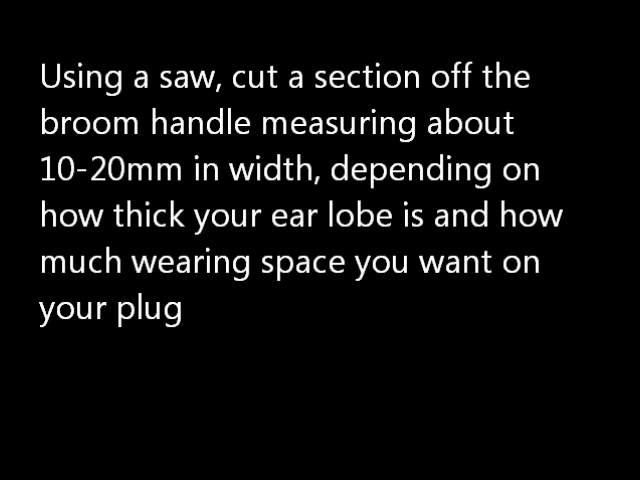 Using a saw, cut a section off the
broom handle measuring about
10-20mm in width, depending on
how thick your ear lobe is and how
much wearing space you want on
your plug